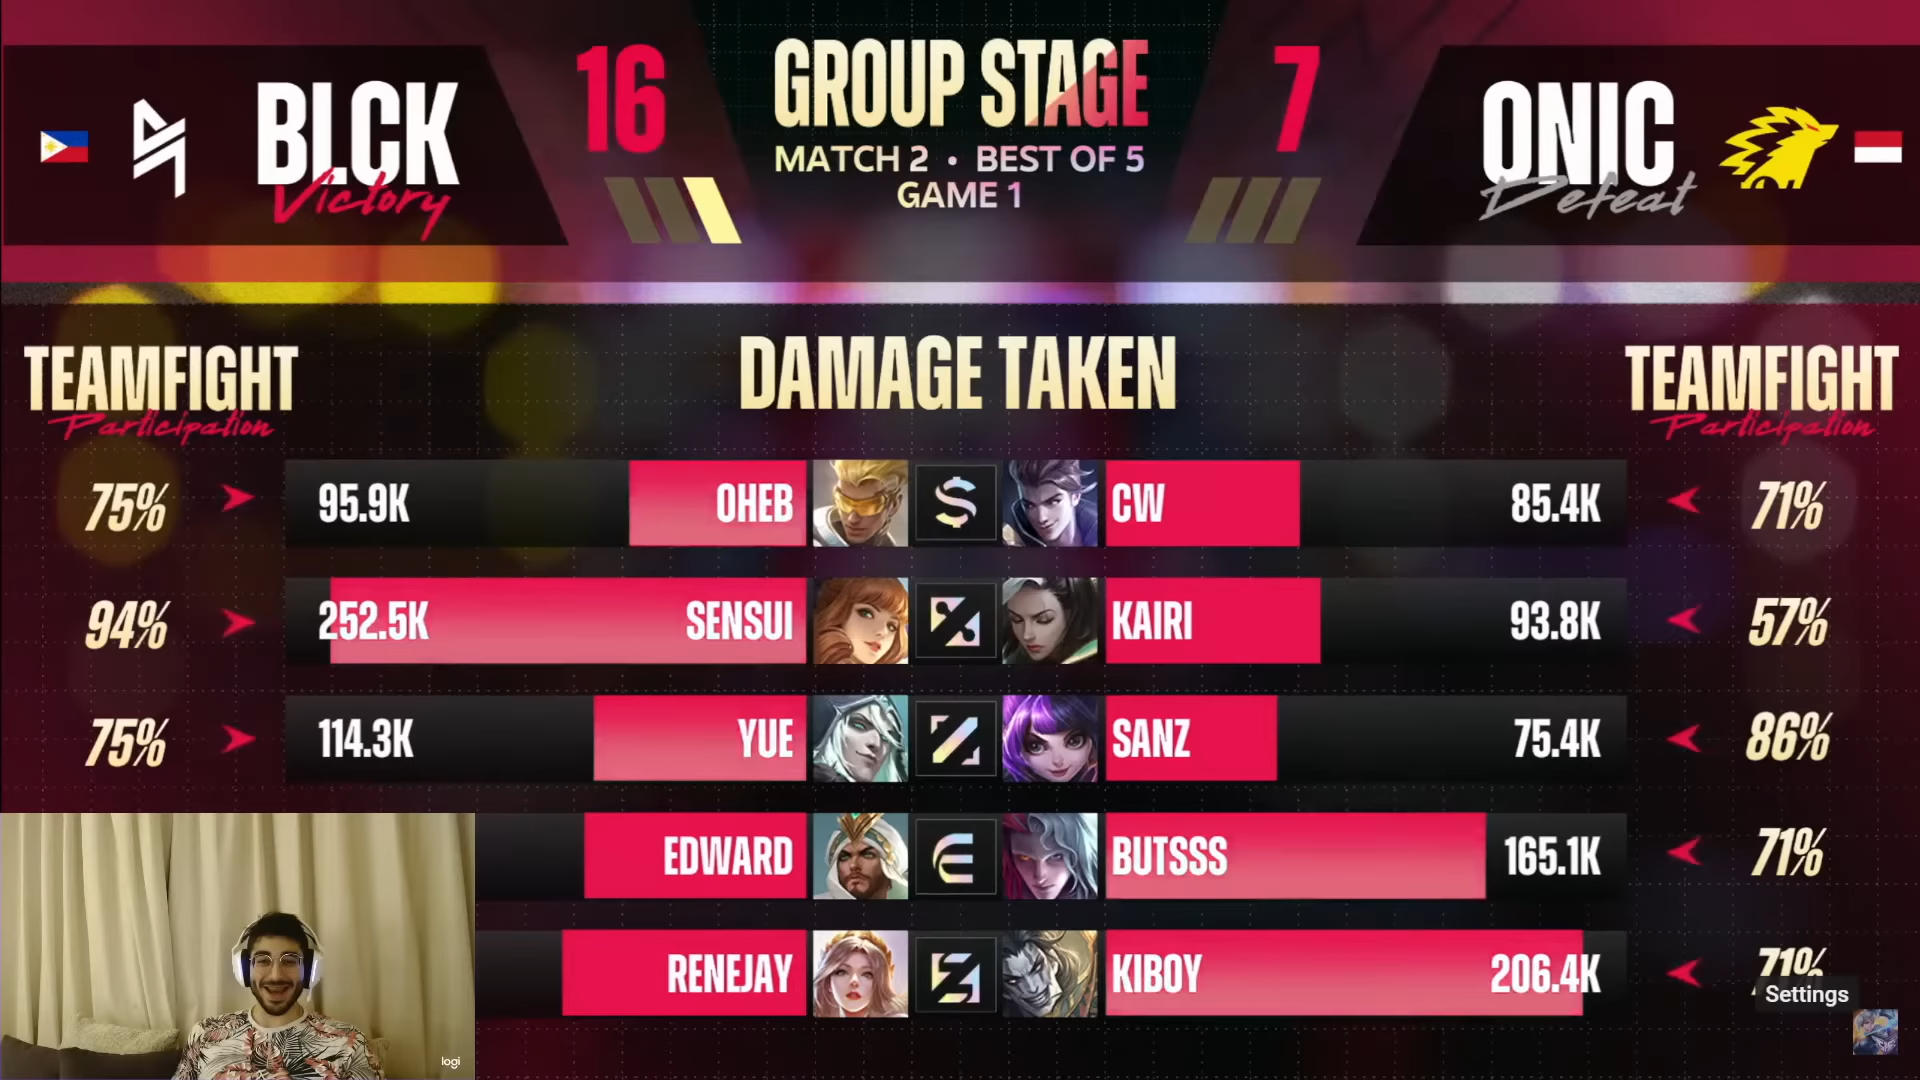 BLCK
Victory
16
GROUP STAGE
MATCH 2 • BEST OF 5
GAME 1
7
ONIC
Defeat
TEAMFIGHT
Participation
DAMAGE TAKEN
TEAMFIGHT
Participation
75% 95.9K OHEB CW 85.4K 71%
94% 252.5K SENSUI KAIRI 93.8K 57%
75% 114.3K YUE SANZ 75.4K 86%
EDWARD BUTSSS 165.1K 71%
RENEJAY KIBOY 206.4K 71%
Settings
logi